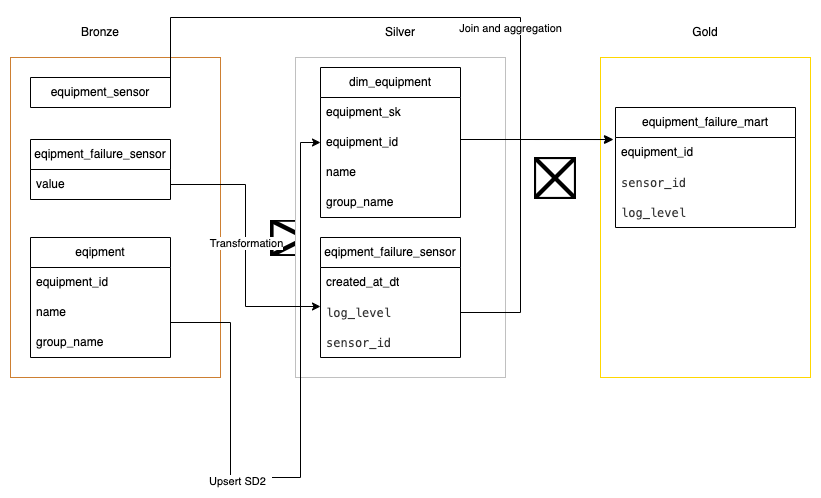 Bronze
Silver
Gold
Join and aggregation
equipment_sensor
eqipment_failure_sensor
value
eqipment
equipment_id
name
group_name
Transformation
Upsert SD2
dim_equipment
equipment_sk
equipment_id
name
group_name
eqipment_failure_sensor
created_at_dt
log_level
sensor_id
equipment_failure_mart
equipment_id
sensor_id
log_level